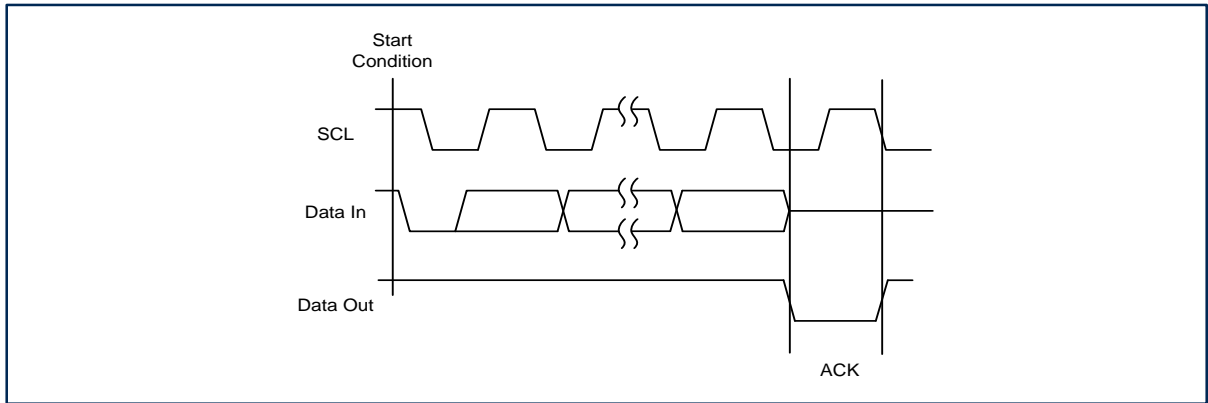 Start
Condition
SCL
Data In
Data Out
ACK